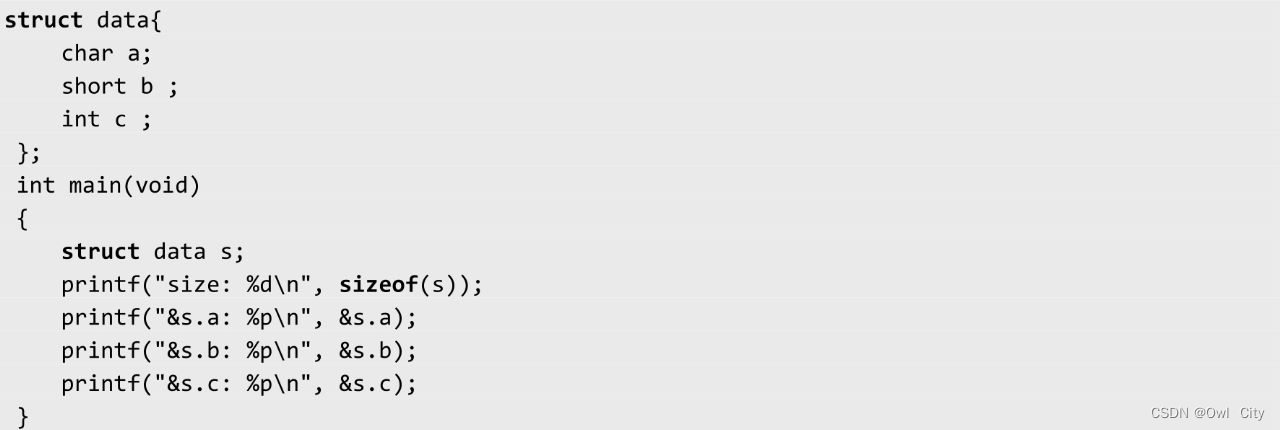 struct data{
    char a;
    short b ;
    int c ;
};
int main(void)
{
    struct data s;
    printf("size: %d\n", sizeof(s));
    printf("&s.a: %p\n", &s.a);
    printf("&s.b: %p\n", &s.b);
    printf("&s.c: %p\n", &s.c);
}
CSDN @Owl City